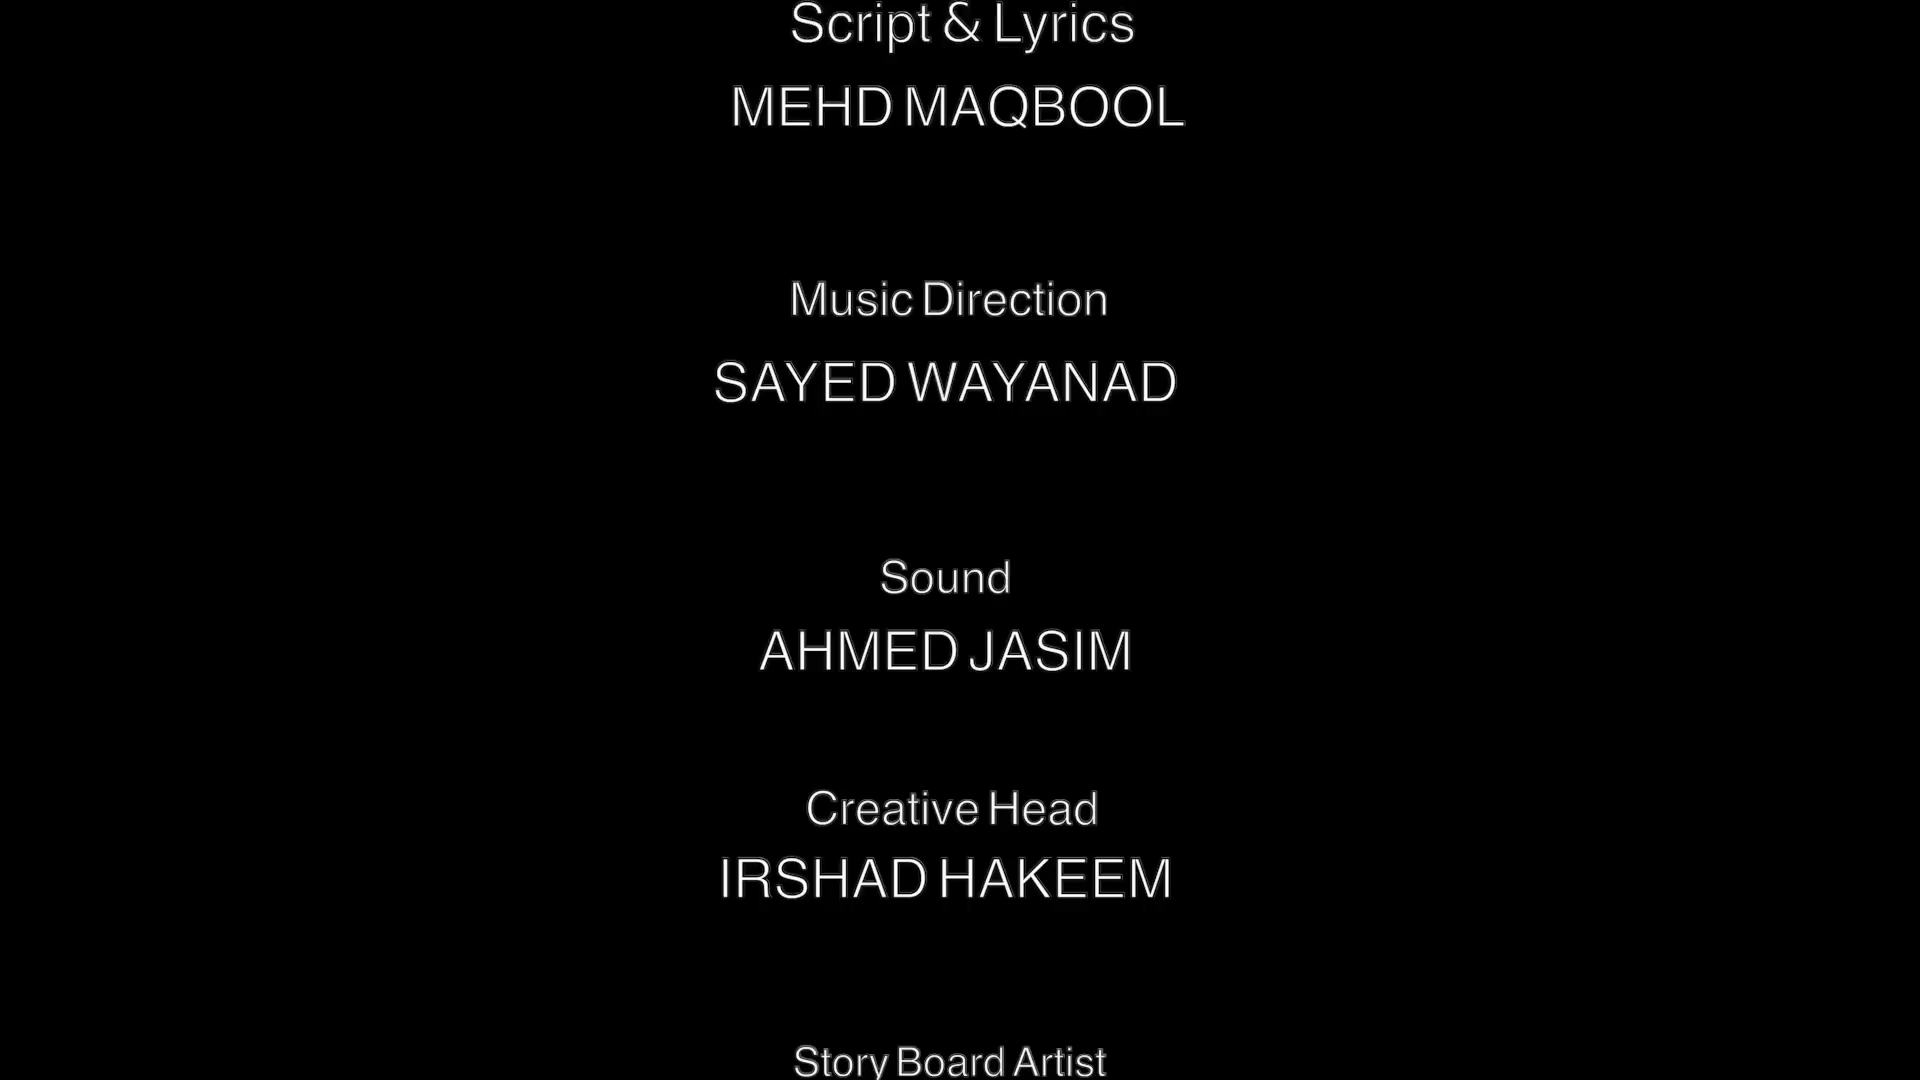 Script & Lyrics
MEHD MAQBOOL
Music Direction
SAYED WAYANAD
Sound
AHMED JASIM
Creative Head
IRSHAD HAKEEM
Story Board Artist